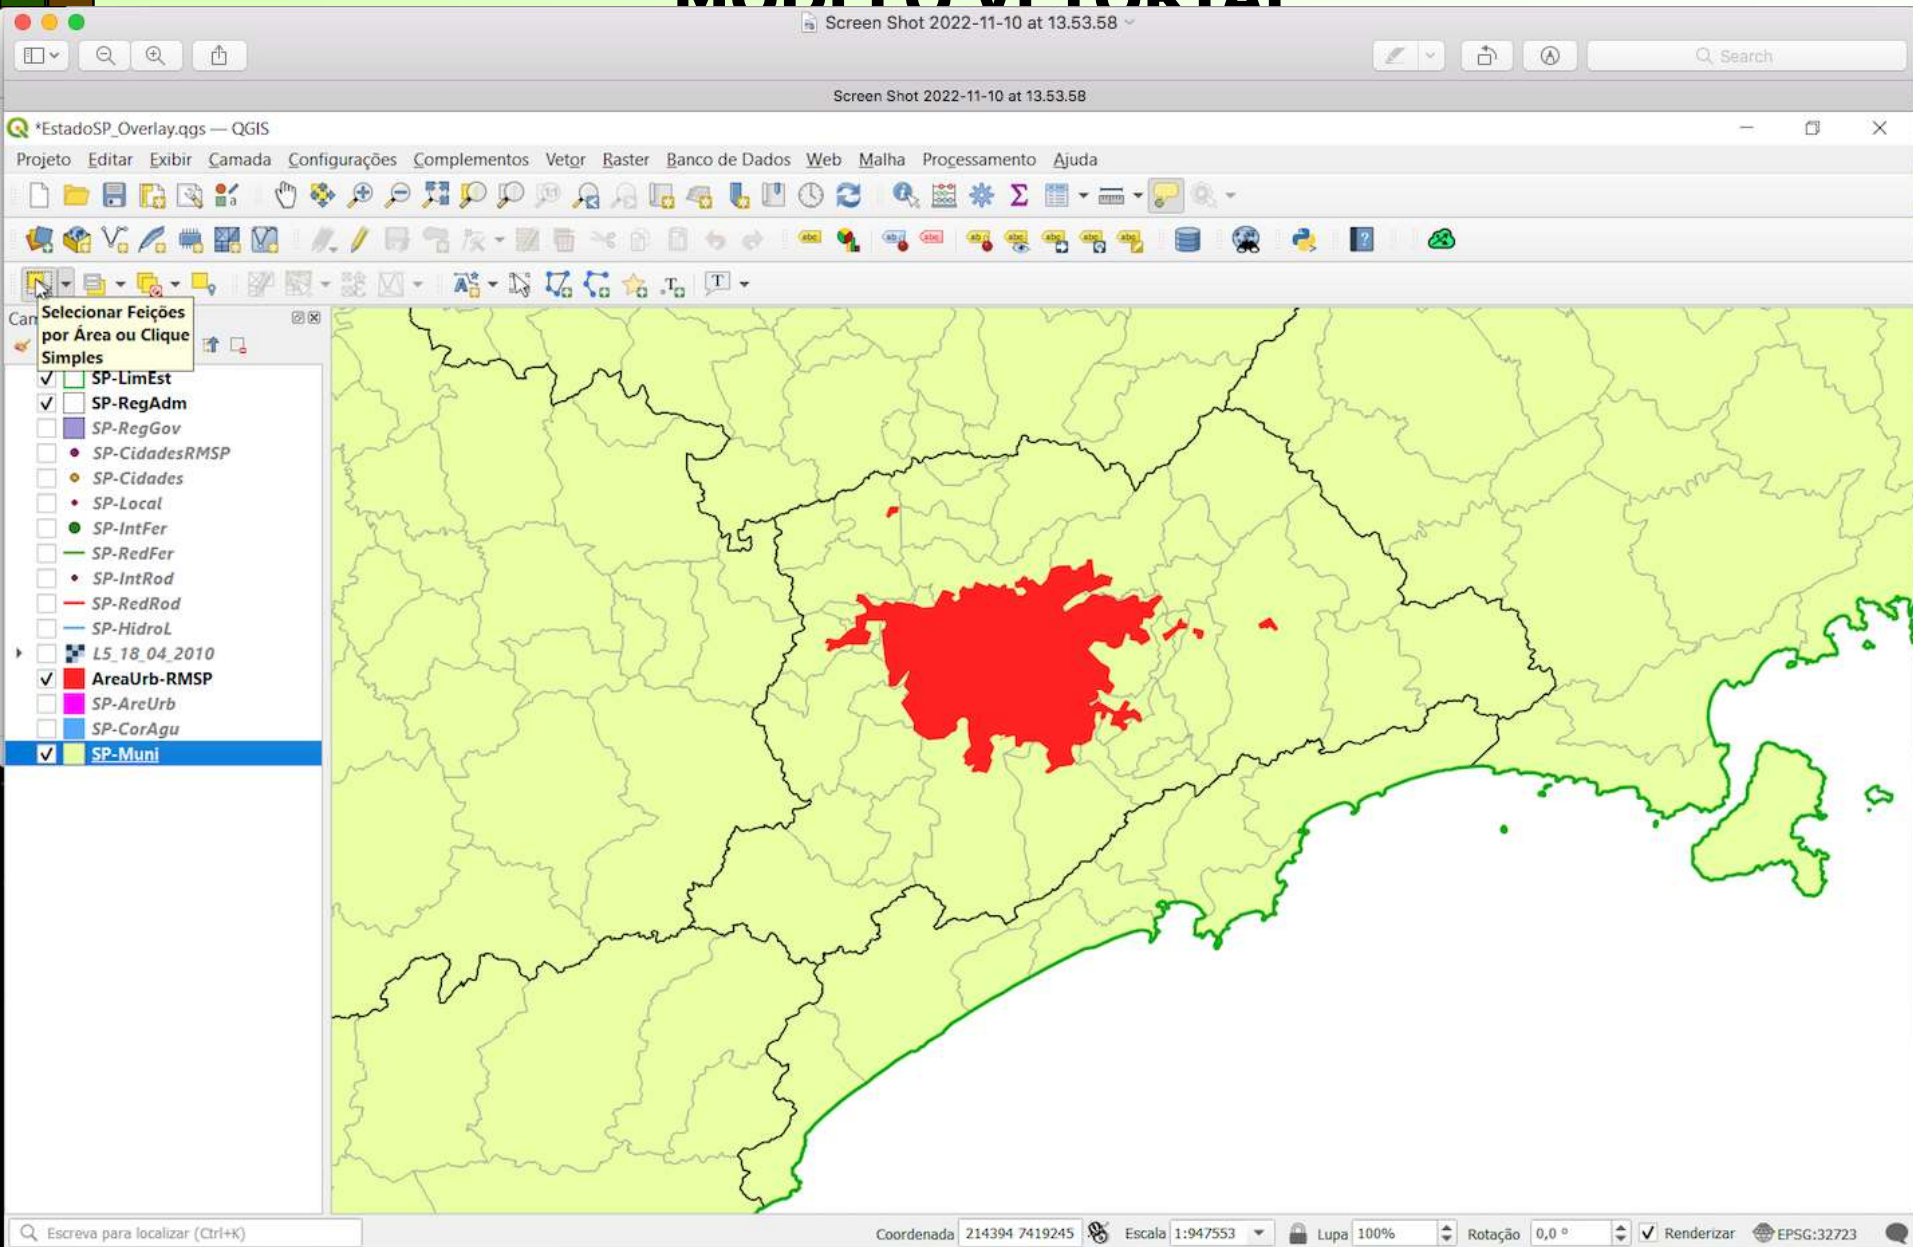 MODELO VETORIAL
Screen Shot 2022-11-10 at 13.53.58
Search
Screen Shot 2022-11-10 at 13.53.58
*EstadoSP_Overlay.qgs — QGIS
Projeto Editar Exibir Camada Configurações Complementos Vetor Raster Banco de Dados Web Malha Processamento Ajuda
Selecionar Feições
por Área ou Clique
Simples
Cam
SP-LimEst
SP-RegAdm
SP-RegGov
SP-CidadesRMSP
SP-Cidades
SP-Local
SP-IntFer
SP-RedFer
SP-IntRod
SP-RedRod
SP-HidroL
L5_18_04_2010
AreaUrb-RMSP
SP-AreUrb
SP-CorAgu
SP-Muni
Escreva para localizar (Ctrl+K)
Coordenada 214394 7419245 Escala 1:947553 Lupa 100% Rotação 0,0 ° Renderizar EPSG:32723